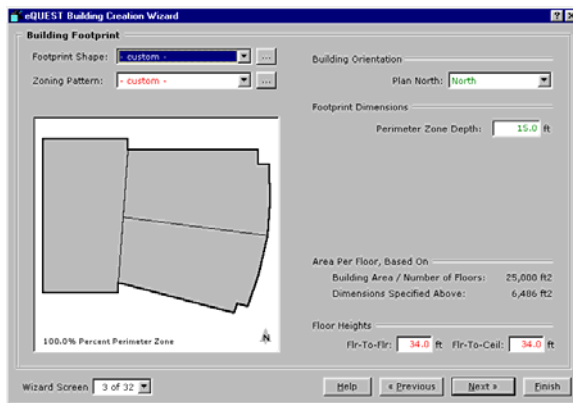 eQUEST Building Creation Wizard
Building Footprint
Footprint Shape: - custom - ...
Zoning Pattern: - custom - ...
100.0% Percent Perimeter Zone
N
Building Orientation
Plan North: North
Footprint Dimensions
Perimeter Zone Depth: 15.0 ft
Area Per Floor, Based On
Building Area / Number of Floors: 25,000 ft2
Dimensions Specified Above: 6,486 ft2
Floor Heights
Flr-To-Flr: 34.0 ft Flr-To-Ceil: 34.0 ft
Wizard Screen 3 of 32 Help « Previous Next » Finish